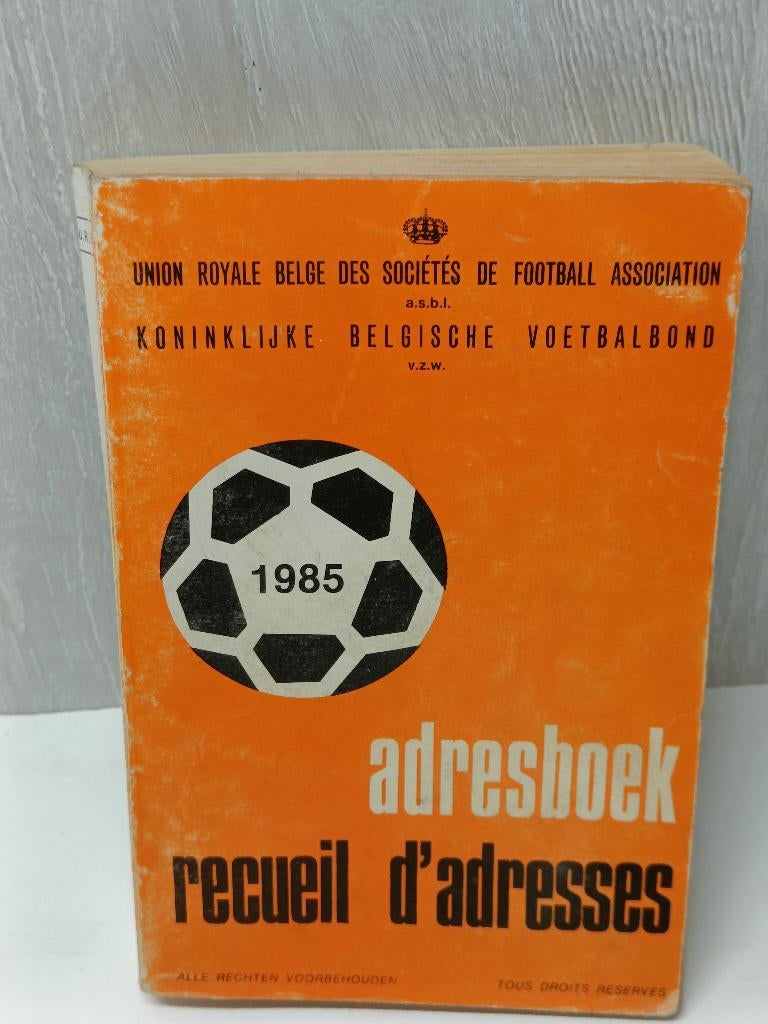 UNION ROYALE BELGE DES SOCIÉTÉS DE FOOTBALL ASSOCIATION
a.s.b.l.
KONINKLIJKE BELGISCHE VOETBALBOND
v.z.w.
1985
adresboek
recueil d'adresses
ALLE RECHTEN VOORBEHOUDEN TOUS DROITS RESERVES